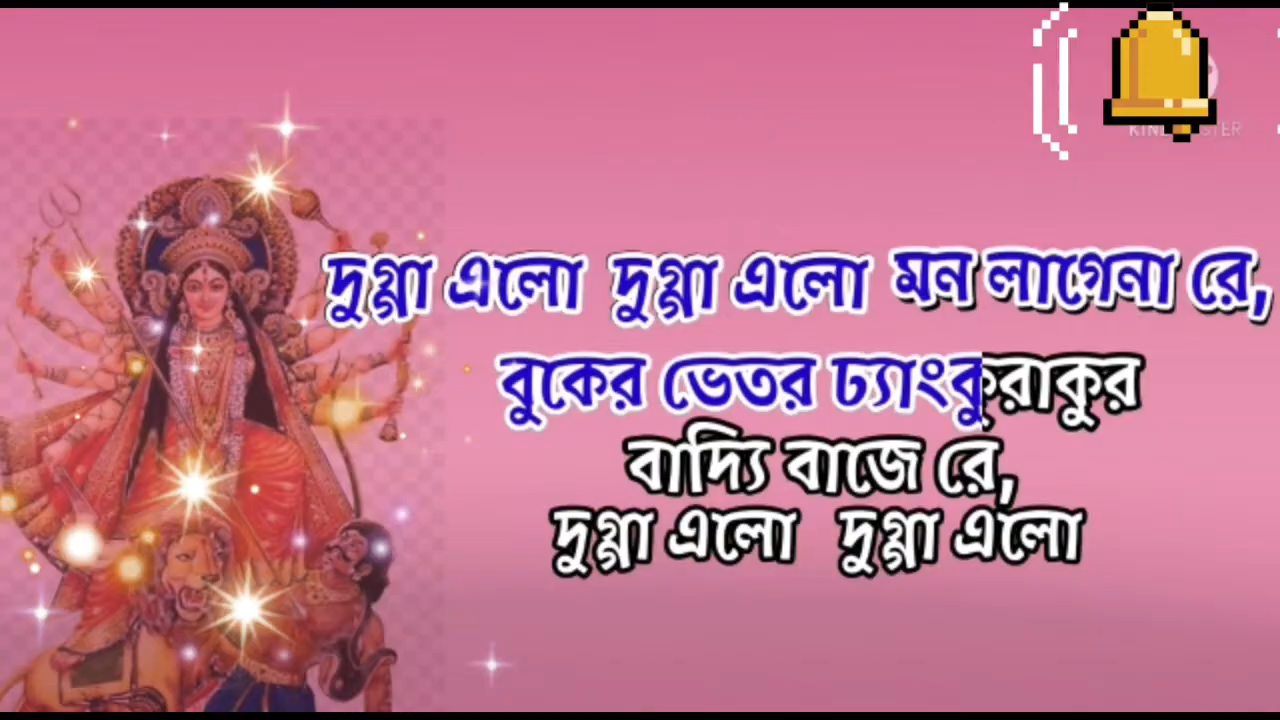 দুগ্গা এলো দুগ্গা এলো মন লাগেনা রে,
বুকের ভেতর ঢ্যাংকুরাকুর
বাদ্যি বাজে রে,
দুগ্গা এলো দুগ্গা এলো